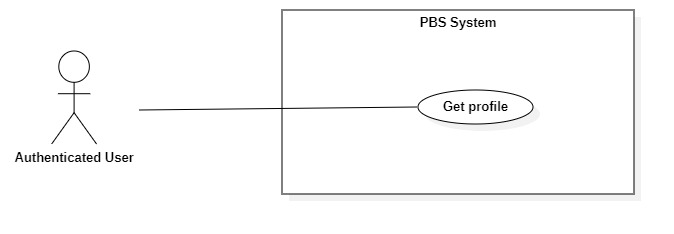 PBS System
Get profile
Authenticated User